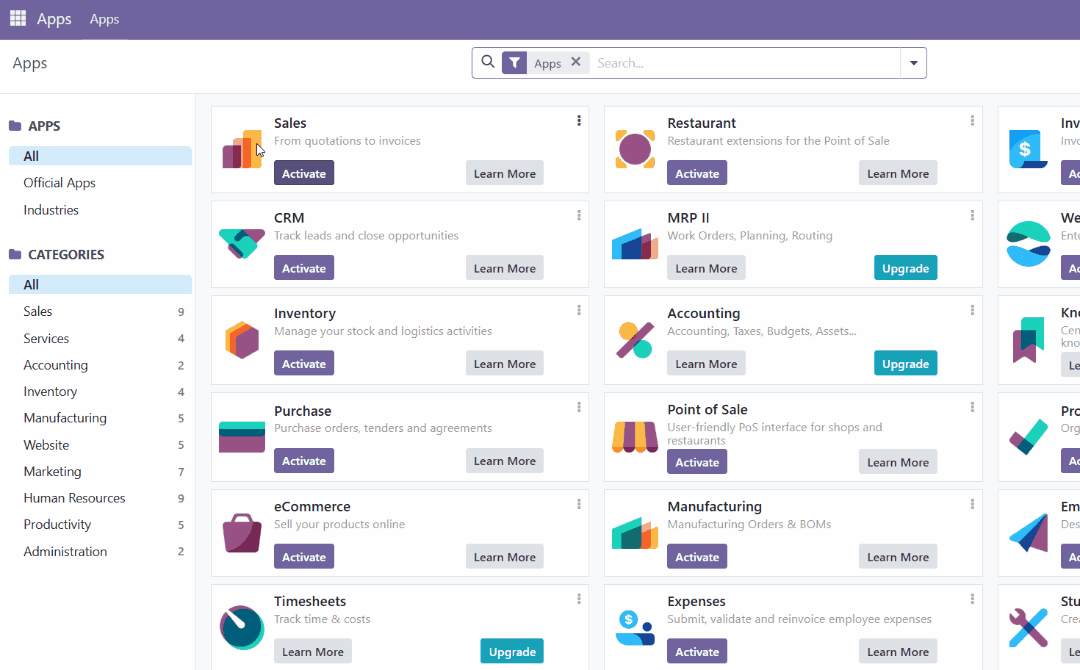 Apps Apps
Apps
Apps × Search...
APPS
All
Official Apps
Industries
CATEGORIES
All
Sales 9
Services 4
Accounting 2
Inventory 4
Manufacturing 5
Website 5
Marketing 7
Human Resources 9
Productivity 5
Administration 2
Sales
From quotations to invoices
Activate Learn More
Restaurant
Restaurant extensions for the Point of Sale
Activate Learn More
Inv
Invo
Ac
CRM
Track leads and close opportunities
Activate Learn More
MRP II
Work Orders, Planning, Routing
Learn More Upgrade
We
Ente
Ac
Inventory
Manage your stock and logistics activities
Activate Learn More
Accounting
Accounting, Taxes, Budgets, Assets...
Learn More Upgrade
Kno
Cen
kno
Le
Purchase
Purchase orders, tenders and agreements
Activate Learn More
Point of Sale
User-friendly PoS interface for shops and
restaurants
Activate Learn More
Pro
Org
Ac
eCommerce
Sell your products online
Activate Learn More
Manufacturing
Manufacturing Orders & BOMs
Activate Learn More
Em
Des
Ac
Timesheets
Track time & costs
Learn More Upgrade
Expenses
Submit, validate and reinvoice employee expenses
Activate Learn More
Stu
Crea
Le